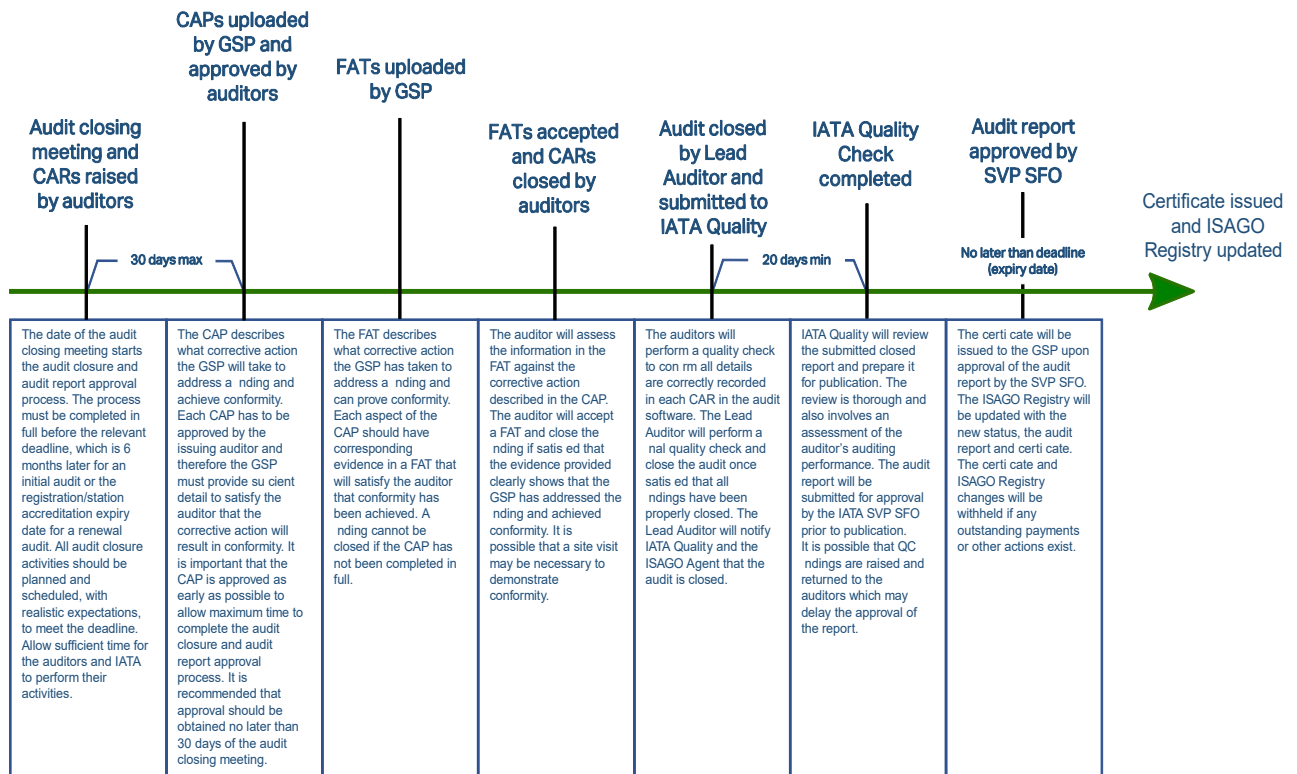 CAPs uploaded
by GSP and
approved by
auditors
FATs uploaded
by GSP
Audit closing
meeting and
CARs raised
by auditors
FATs accepted
and CARs
closed by
auditors
Audit closed
by Lead
Auditor and
submitted to
IATA Quality
IATA Quality
Check
completed
Audit report
approved by
SVP SFO
Certificate issued
and ISAGO
Registry updated
30 days max
20 days min
No later than deadline
(expiry date)
The date of the audit
closing meeting starts
the audit closure and
audit report approval
process. The process
must be completed in
full before the relevant
deadline, which is 6
months later for an
initial audit or the
registration/station
accreditation expiry
date for a renewal
audit. All audit closure
activities should be
planned and
scheduled, with
realistic expectations,
to meet the deadline.
Allow sufficient time for
the auditors and IATA
to perform their
activities.
The CAP describes
what corrective action
the GSP will take to
address a nding and
achieve conformity.
Each CAP has to be
approved by the
issuing auditor and
therefore the GSP
must provide su cient
detail to satisfy the
auditor that the
corrective action will
result in conformity. It
is important that the
CAP is approved as
early as possible to
allow maximum time to
complete the audit
closure and audit
report approval
process. It is
recommended that
approval should be
obtained no later than
30 days of the audit
closing meeting.
The FAT describes
what corrective action
the GSP has taken to
address a nding and
can prove conformity.
Each aspect of the
CAP should have
corresponding
evidence in a FAT that
will satisfy the auditor
that conformity has
been achieved. A
nding cannot be
closed if the CAP has
not been completed in
full.
The auditor will assess
the information in the
FAT against the
corrective action
described in the CAP.
The auditor will accept
a FAT and close the
nding if satis ed that
the evidence provided
clearly shows that the
GSP has addressed the
nding and achieved
conformity. It is
possible that a site visit
may be necessary to
demonstrate
conformity.
The auditors will
perform a quality check
to con rm all details
are correctly recorded
in each CAR in the audit
software. The Lead
Auditor will perform a
nal quality check and
close the audit once
satis ed that all
ndings have been
properly closed. The
Lead Auditor will notify
IATA Quality and the
ISAGO Agent that the
audit is closed.
IATA Quality will review
the submitted closed
report and prepare it
for publication. The
review is thorough and
also involves an
assessment of the
auditor's auditing
performance. The audit
report will be
submitted for approval
by the IATA SVP SFO
prior to publication.
It is possible that QC
ndings are raised and
returned to the
auditors which may
delay the approval of
the report.
The certi cate will be
issued to the GSP upon
approval of the audit
report by the SVP SFO.
The ISAGO Registry will
be updated with the
new status, the audit
report and certi cate.
The certi cate and
ISAGO Registry
changes will be
withheld if any
outstanding payments
or other actions exist.